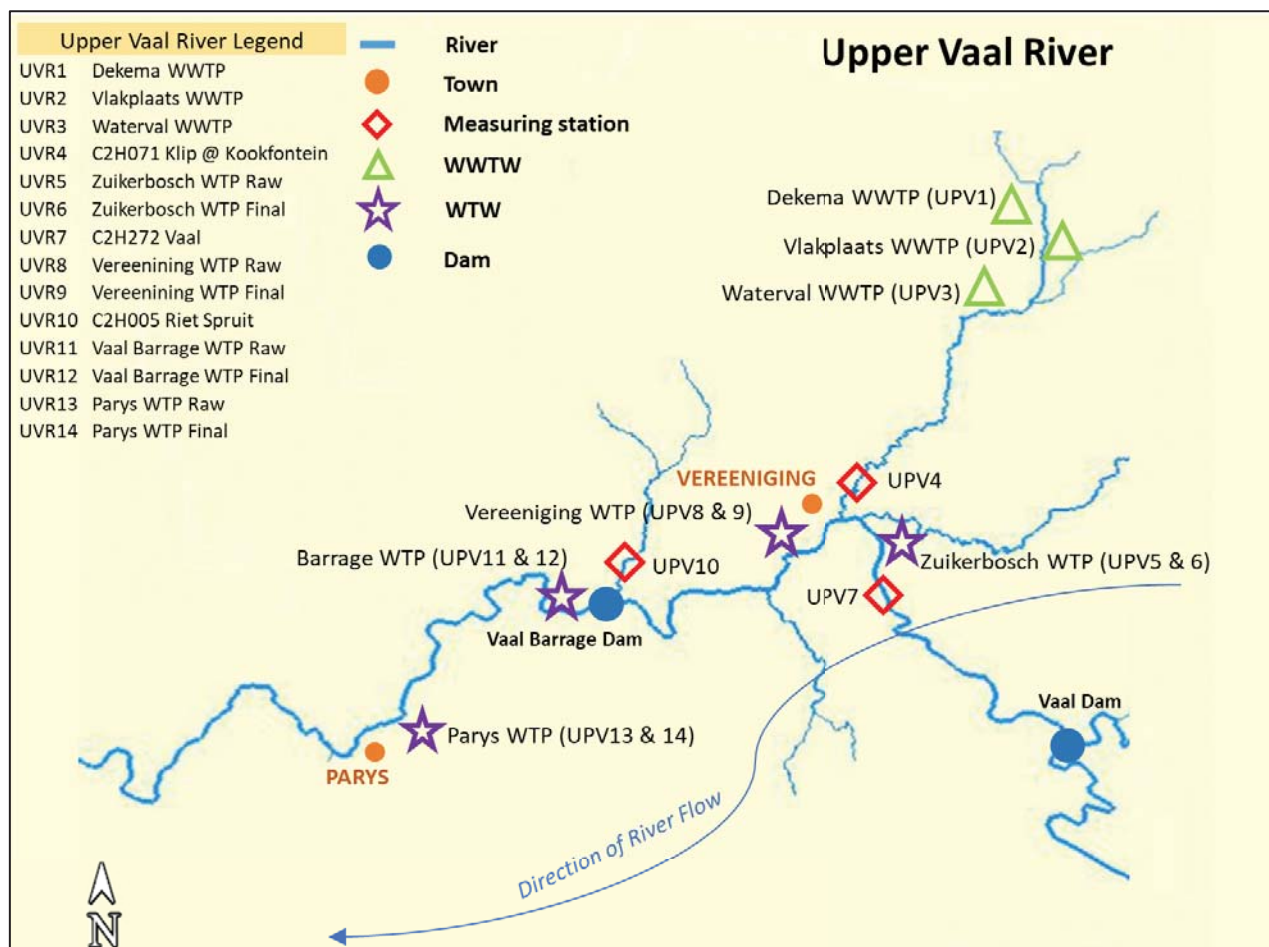 Upper Vaal River Legend
UVR1 Dekema WWTP
UVR2 Vlakplaats WWTP
UVR3 Waterval WWTP
UVR4 C2H071 Klip @ Kookfontein
UVR5 Zuikerbosch WTP Raw
UVR6 Zuikerbosch WTP Final
UVR7 C2H272 Vaal
UVR8 Vereenining WTP Raw
UVR9 Vereenining WTP Final
UVR10 C2H005 Riet Spruit
UVR11 Vaal Barrage WTP Raw
UVR12 Vaal Barrage WTP Final
UVR13 Parys WTP Raw
UVR14 Parys WTP Final
River
Town
Measuring station
WWTW
WTW
Dam
Upper Vaal River
Dekema WWTP (UPV1)
Vlakplaats WWTP (UPV2)
Waterval WWTP (UPV3)
VEREENIGING
UPV4
Vereeniging WTP (UPV8 & 9)
Barrage WTP (UPV11 & 12)
UPV10
Zuikerbosch WTP (UPV5 & 6)
UPV7
Vaal Barrage Dam
Vaal Dam
Parys WTP (UPV13 & 14)
PARYS
Direction of River Flow
N